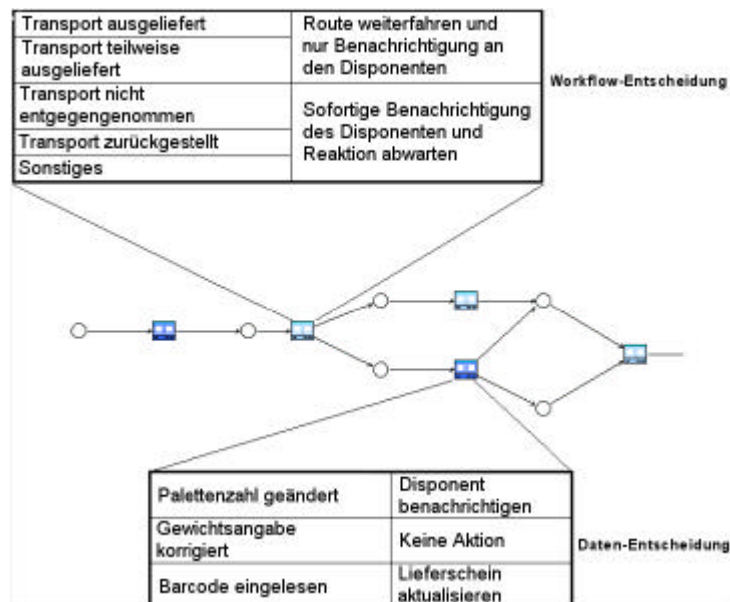 Transport ausgeliefert
Transport teilweise
ausgeliefert
Transport nicht
entgegengenommen
Transport zurückgestellt
Sonstiges
Route weiterfahren und
nur Benachrichtigung an
den Disponenten
Sofortige Benachrichtigung
des Disponenten und
Reaktion abwarten
Workflow-Entscheidung
Palettenzahl geändert
Disponent
benachrichtigen
Gewichtsangabe
korrigiert
Keine Aktion
Barcode eingelesen
Lieferschein
aktualisieren
Daten-Entscheidung